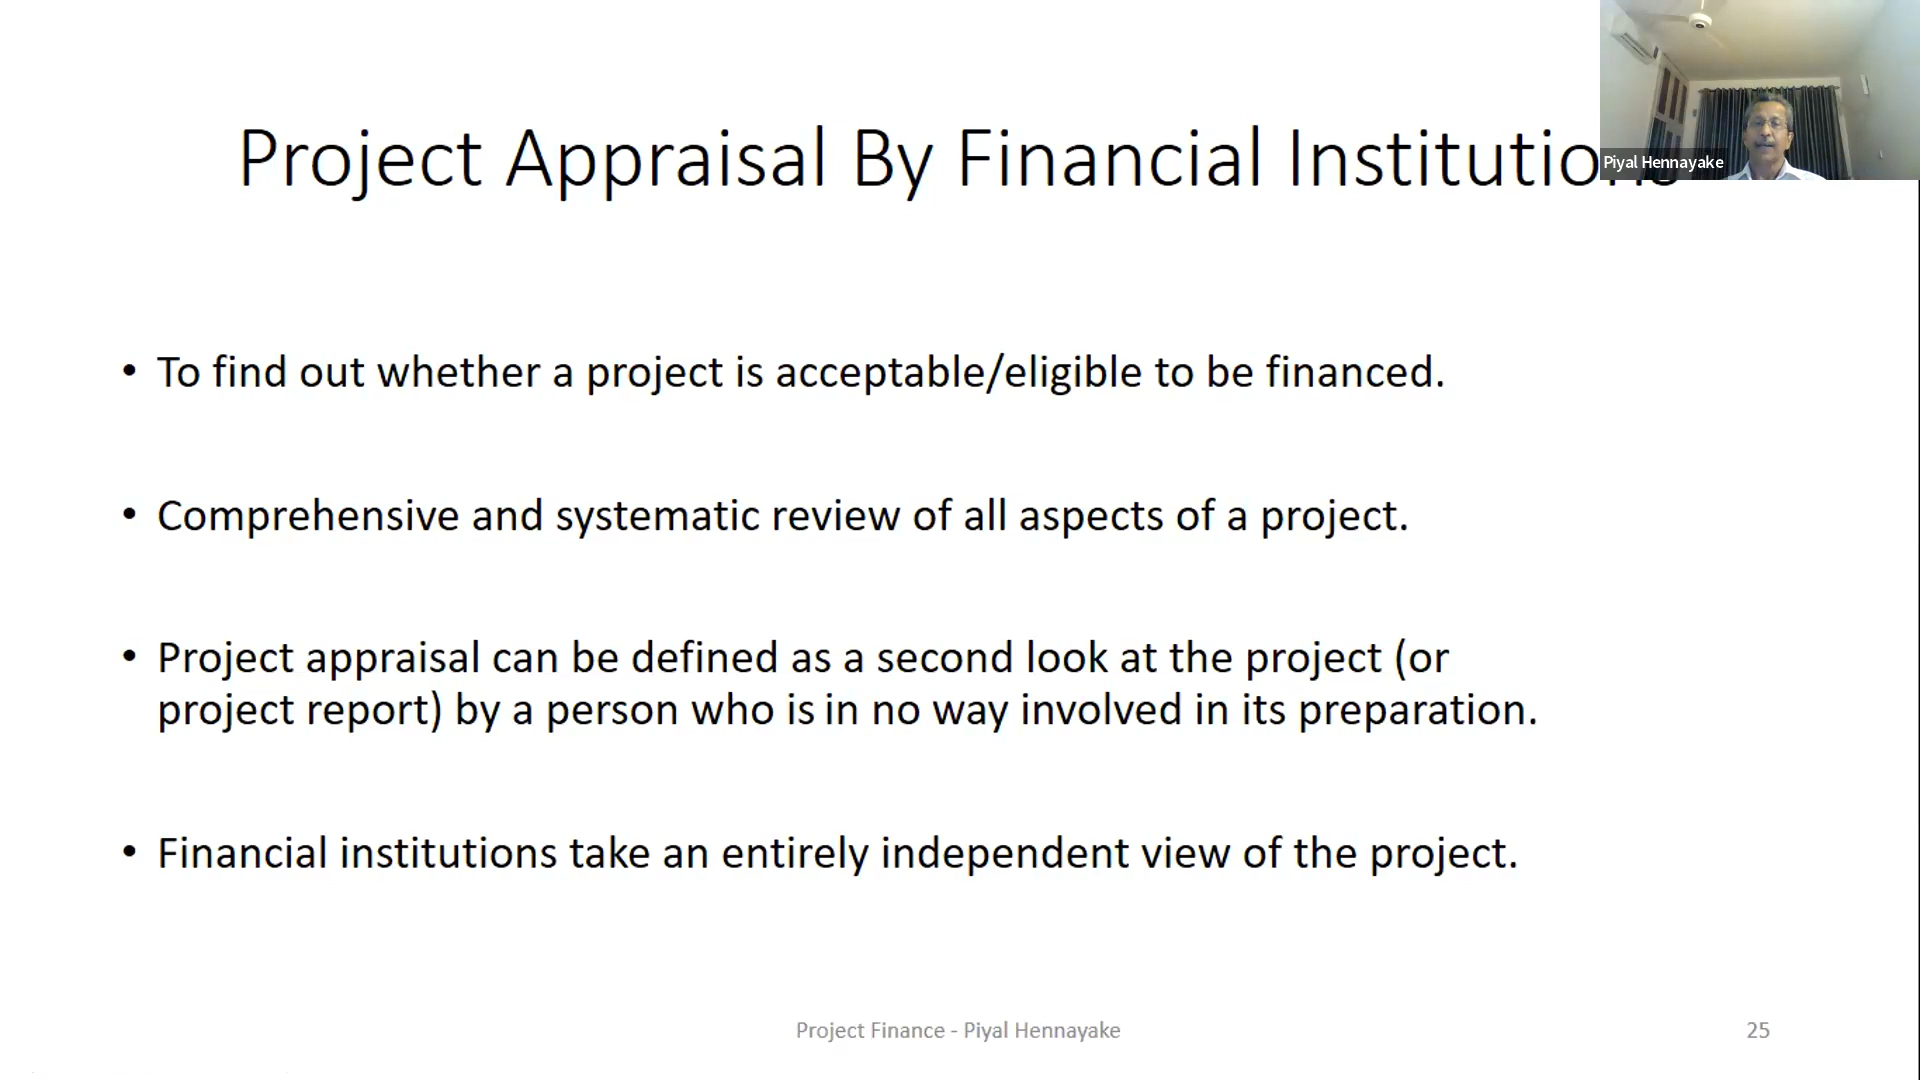 Project Appraisal By Financial Institutions
Piyal Hennayake
• To find out whether a project is acceptable/eligible to be financed.
• Comprehensive and systematic review of all aspects of a project.
• Project appraisal can be defined as a second look at the project (or
project report) by a person who is in no way involved in its preparation.
• Financial institutions take an entirely independent view of the project.
Project Finance - Piyal Hennayake
25